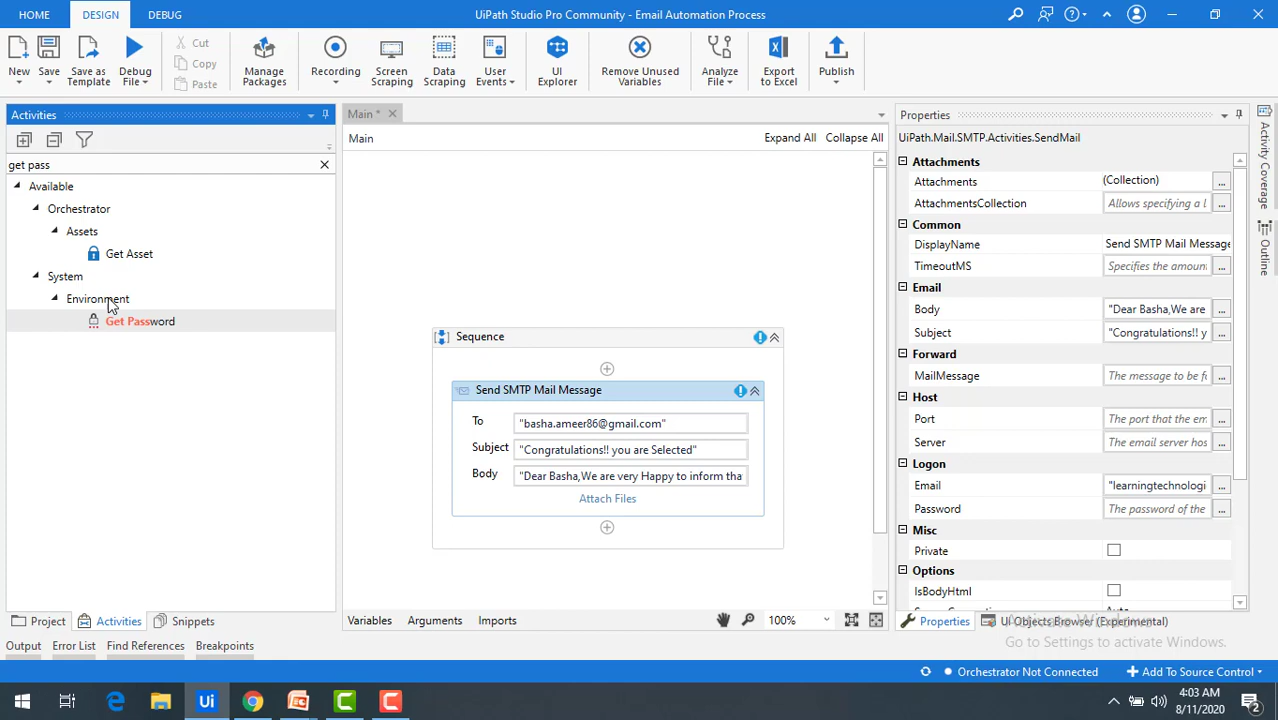 HOME
DESIGN
DEBUG
UiPath Studio Pro Community - Email Automation Process
New
Save
Save as Template
Debug File
Cut
Copy
Paste
Manage Packages
Recording
Screen Scraping
Data Scraping
User Events
UI Explorer
Remove Unused Variables
Analyze File
Export to Excel
Publish
Activities
get pass
Available
Orchestrator
Assets
Get Asset
System
Environment
Get Password
Project
Activities
Snippets
Main *
Main
Expand All
Collapse All
Sequence
Send SMTP Mail Message
To
"basha.ameer86@gmail.com"
Subject
"Congratulations!! you are Selected"
Body
"Dear Basha,We are very Happy to inform tha
Attach Files
Variables
Arguments
Imports
100%
Properties
UiPath.Mail.SMTP.Activities.SendMail
Attachments
Attachments (Collection) ...
AttachmentsCollection Allows specifying a l ...
Common
DisplayName Send SMTP Mail Message
TimeoutMS Specifies the amoun ...
Email
Body "Dear Basha,We are ...
Subject "Congratulations!! y ...
Forward
MailMessage The message to be f ...
Host
Port The port that the em ...
Server The email server hos ...
Logon
Email "learningtechnologi ...
Password The password of the ...
Misc
Private
Options
IsBodyHtml
Properties
UI Objects Browser (Experimental)
Activity Coverage
Outline
Activate Windows
Go to Settings to activate Windows.
Output
Error List
Find References
Breakpoints
Orchestrator Not Connected
Add To Source Control
Ui
4:03 AM
8/11/2020
2